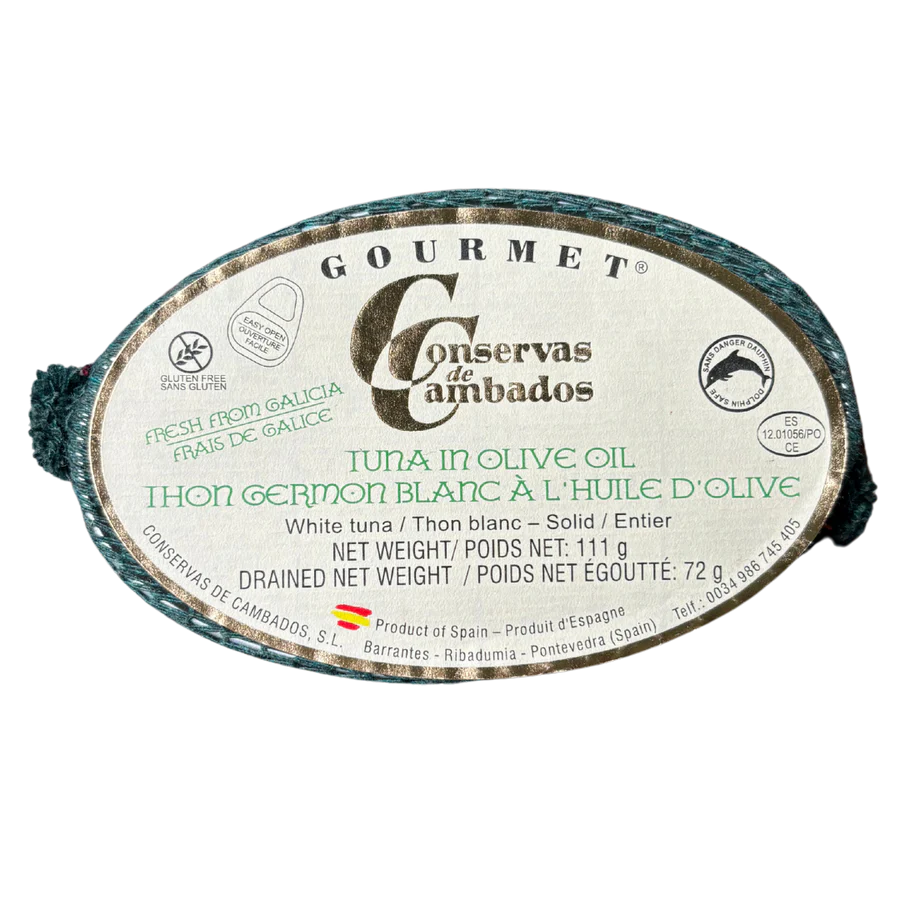 GOURMET®
Conservas
de
Cambados
EASY OPEN
OUVERTURE
FACILE
GLUTEN FREE
SANS GLUTEN
SANS DANGER DAUPHIN
DOLPHIN SAFE
FRESH FROM GALICIA
FRAIS DE GALICE
ES
12.01056/PO
CE
TUNA IN OLIVE OIL
THON GERMON BLANC À L'HUILE D'OLIVE
White tuna / Thon blanc – Solid / Entier
NET WEIGHT/ POIDS NET: 111 g
DRAINED NET WEIGHT / POIDS NET ÉGOUTTÉ: 72 g
Product of Spain – Produit d'Espagne
CONSERVAS DE CAMBADOS, S.L. Barrantes - Ribadumia - Pontevedra (Spain) Telf.: 0034 986 745 405